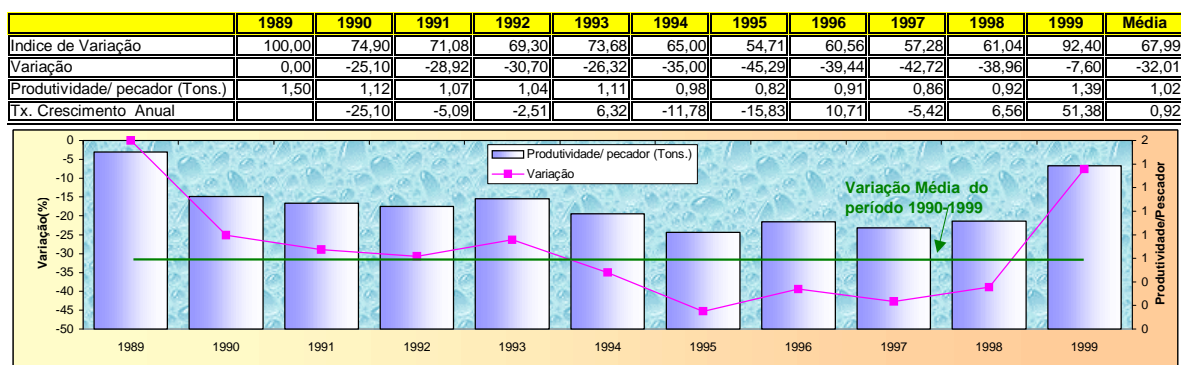 1989 1990 1991 1992 1993 1994 1995 1996 1997 1998 1999 Média
Indice de Variação 100,00 74,90 71,08 69,30 73,68 65,00 54,71 60,56 57,28 61,04 92,40 67,99
Variação 0,00 -25,10 -28,92 -30,70 -26,32 -35,00 -45,29 -39,44 -42,72 -38,96 -7,60 -32,01
Produtividade/ pecador (Tons.) 1,50 1,12 1,07 1,04 1,11 0,98 0,82 0,91 0,86 0,92 1,39 1,02
Tx. Crescimento Anual -25,10 -5,09 -2,51 6,32 -11,78 -15,83 10,71 -5,42 6,56 51,38 0,92
Variação(%)
0
-5
-10
-15
-20
-25
-30
-35
-40
-45
-50
Produtividade/ pecador (Tons.)
Variação
Variação Média do
período 1990-1999
2
1
1
1
1
1
0
0
0
Produtividade/Pescador
1989 1990 1991 1992 1993 1994 1995 1996 1997 1998 1999